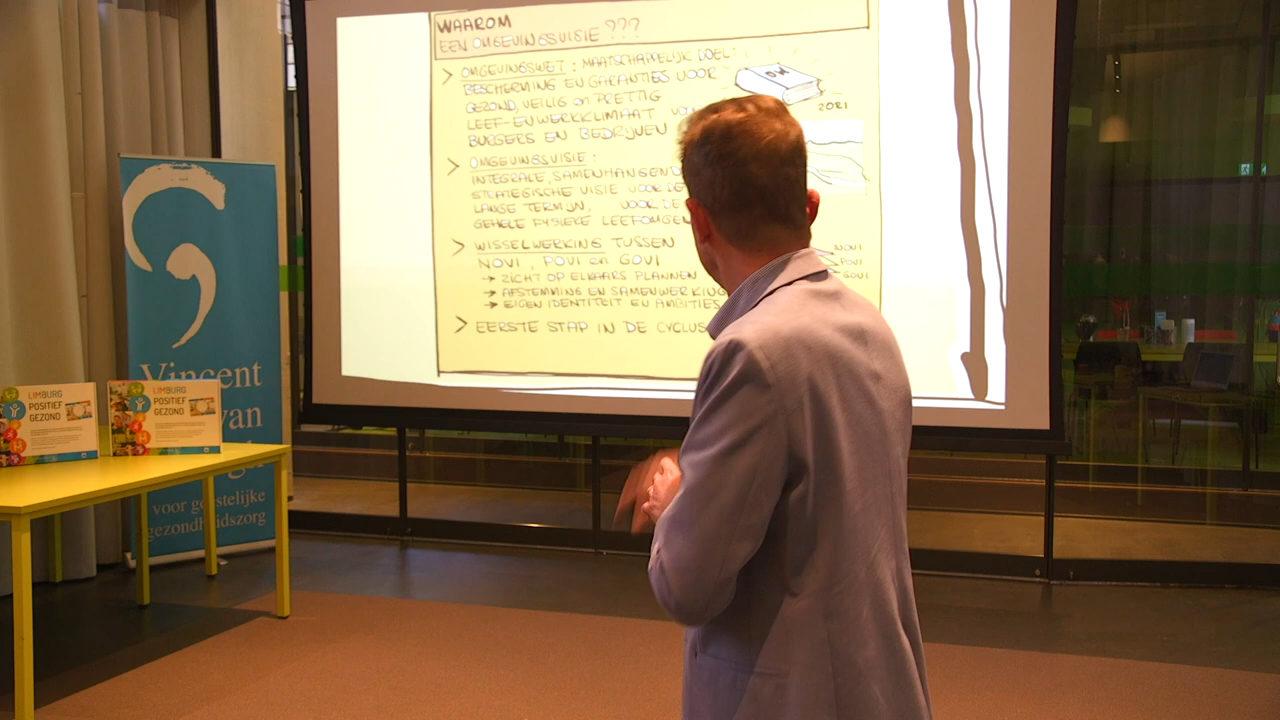 WAAROM
EEN OMGEVINGSVISIE ???
> OMGEVINGSWET : MAATSCHAPPELIJK DOEL :
BESCHERMING EN GARANTIES VOOR
GEZOND, VEILIG en PRETTIG
LEEF- EN WERKKLIMAAT
BURGERS EN BEDRIJVEN
OW
2021
> OMGEVINGSVISIE :
INTEGRALE, SAMENHANGEN
STRATEGISCHE VISIE VOOR DE
LANGE TERMIJN, VOOR DE
GEHELE FYSIEKE LEEFOMGEV
> WISSELWERKING TUSSEN
NOVI, POVI en GOVI
→ ZICHT OP ELKAARS PLANNEN
→ AFSTEMMING EN SAMENWERKING
→ EIGEN IDENTITEIT EN AMBITIES
NOVI
POVI
GOVI
> EERSTE STAP IN DE CYCLUS
Vincent
van
voor geestelijke
gezondheidszorg
LIMBURG
POSITIEF
GEZOND
LIMBURG
POSITIEF
GEZOND